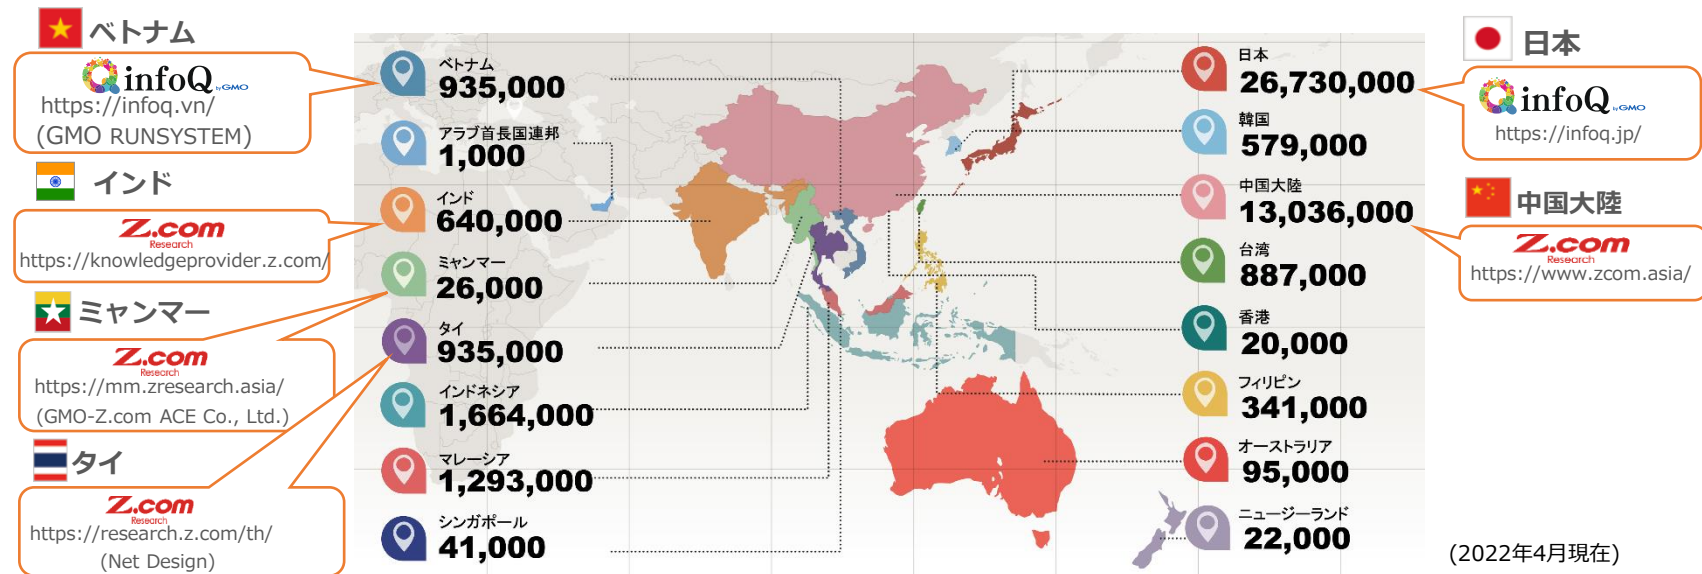 ベトナム
infoQ by GMO
https://infoq.vn/
(GMO RUNSYSTEM)
インド
Z.com
Research
https://knowledgeprovider.z.com/
ミャンマー
Z.com
Research
https://mm.zresearch.asia/
(GMO-Z.com ACE Co., Ltd.)
タイ
Z.com
Research
https://research.z.com/th/
(Net Design)
ベトナム
935,000
アラブ首長国連邦
1,000
インド
640,000
ミャンマー
26,000
タイ
935,000
インドネシア
1,664,000
マレーシア
1,293,000
シンガポール
41,000
日本
26,730,000
韓国
579,000
中国大陸
13,036,000
台湾
887,000
香港
20,000
フィリピン
341,000
オーストラリア
95,000
ニュージーランド
22,000
日本
infoQ by GMO
https://infoq.jp/
中国大陸
Z.com
Research
https://www.zcom.asia/
(2022年4月現在)